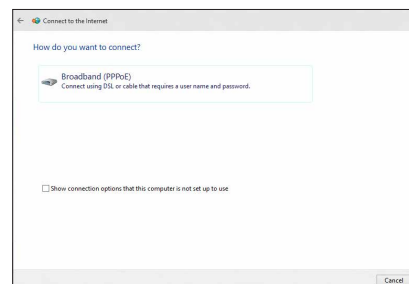 Connect to the Internet
How do you want to connect?
Broadband (PPPoE)
Connect using DSL or cable that requires a user name and password.
Show connection options that this computer is not set up to use
Cancel